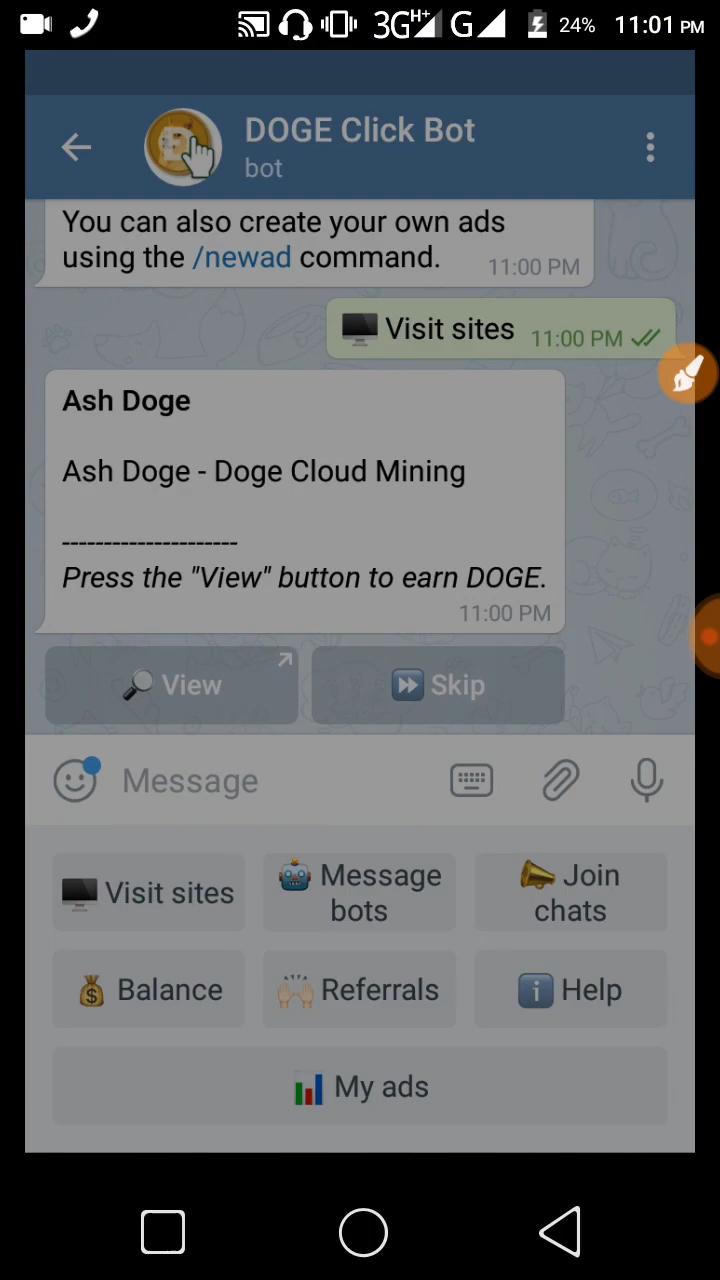 3G H+ G 24% 11:01 PM
DOGE Click Bot
bot
You can also create your own ads
using the /newad command. 11:00 PM
Visit sites 11:00 PM
Ash Doge
Ash Doge - Doge Cloud Mining
---------------------
Press the "View" button to earn DOGE.
11:00 PM
View Skip
Message
Visit sites
Message
bots
Join
chats
Balance Referrals Help
My ads